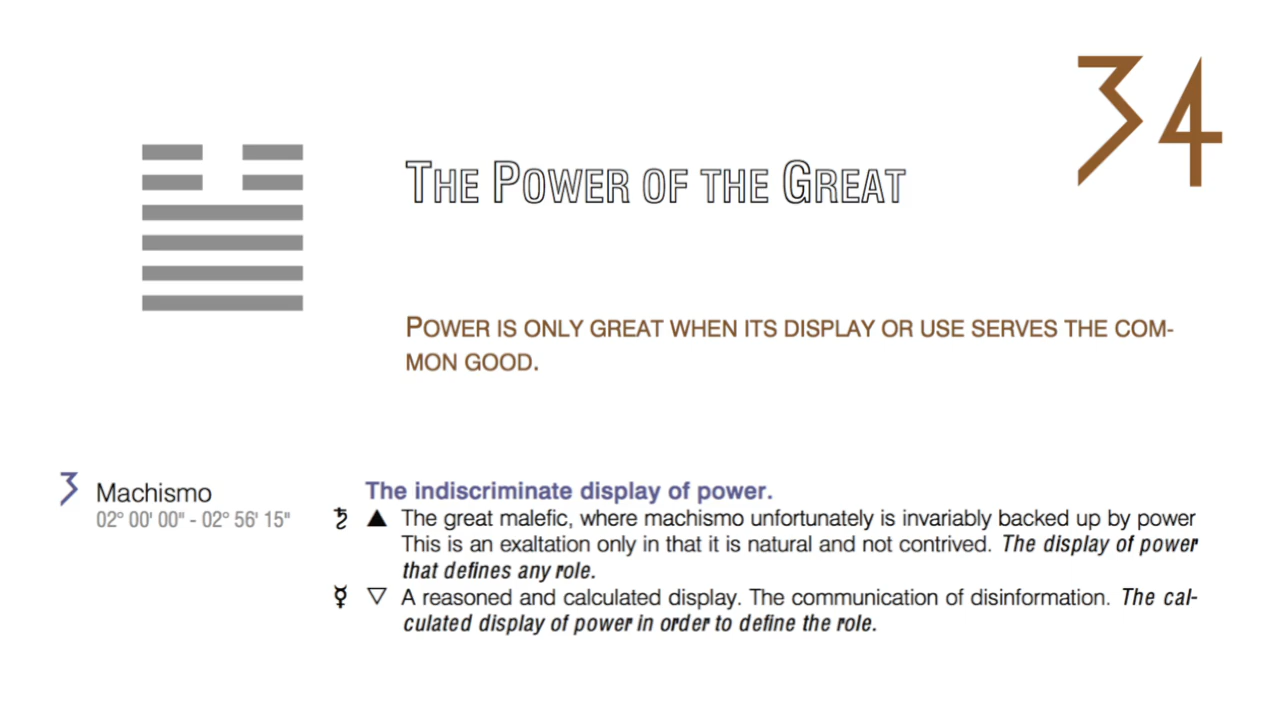 34
THE POWER OF THE GREAT
POWER IS ONLY GREAT WHEN ITS DISPLAY OR USE SERVES THE COM-
MON GOOD.
3 Machismo
02° 00' 00" - 02° 56' 15"
The indiscriminate display of power.
♄ ▲ The great malefic, where machismo unfortunately is invariably backed up by power
This is an exaltation only in that it is natural and not contrived. The display of power
that defines any role.
☿ ▽ A reasoned and calculated display. The communication of disinformation. The cal-
culated display of power in order to define the role.